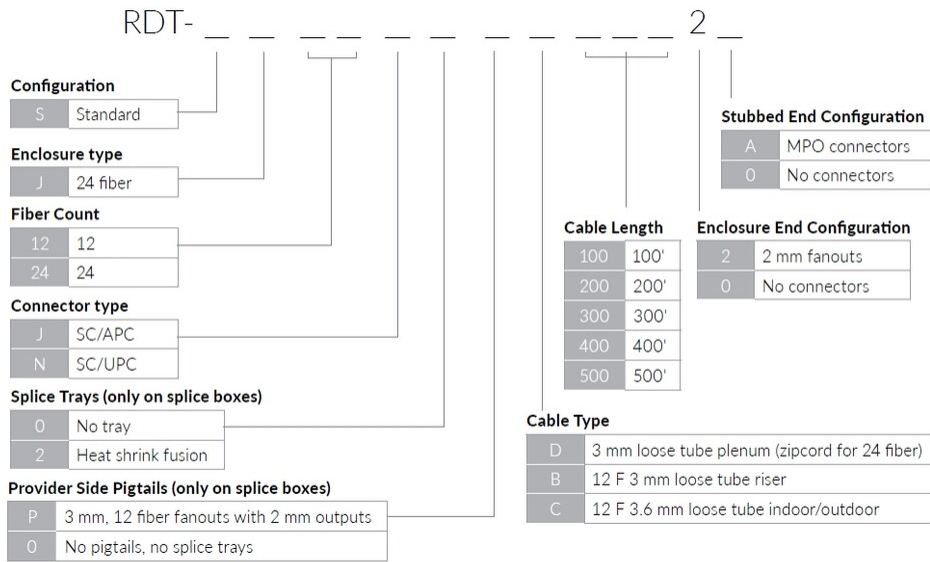 RDT- _ _ _ _ _ _ _ _ _ _ _ 2 _
Configuration
S Standard
Enclosure type
J 24 fiber
Fiber Count
12 12
24 24
Connector type
J SC/APC
N SC/UPC
Splice Trays (only on splice boxes)
0 No tray
2 Heat shrink fusion
Provider Side Pigtails (only on splice boxes)
P 3 mm, 12 fiber fanouts with 2 mm outputs
0 No pigtails, no splice trays
Stubbed End Configuration
A MPO connectors
0 No connectors
Cable Length
100 100'
200 200'
300 300'
400 400'
500 500'
Enclosure End Configuration
2 2 mm fanouts
0 No connectors
Cable Type
D 3 mm loose tube plenum (zipcord for 24 fiber)
B 12 F 3 mm loose tube riser
C 12 F 3.6 mm loose tube indoor/outdoor